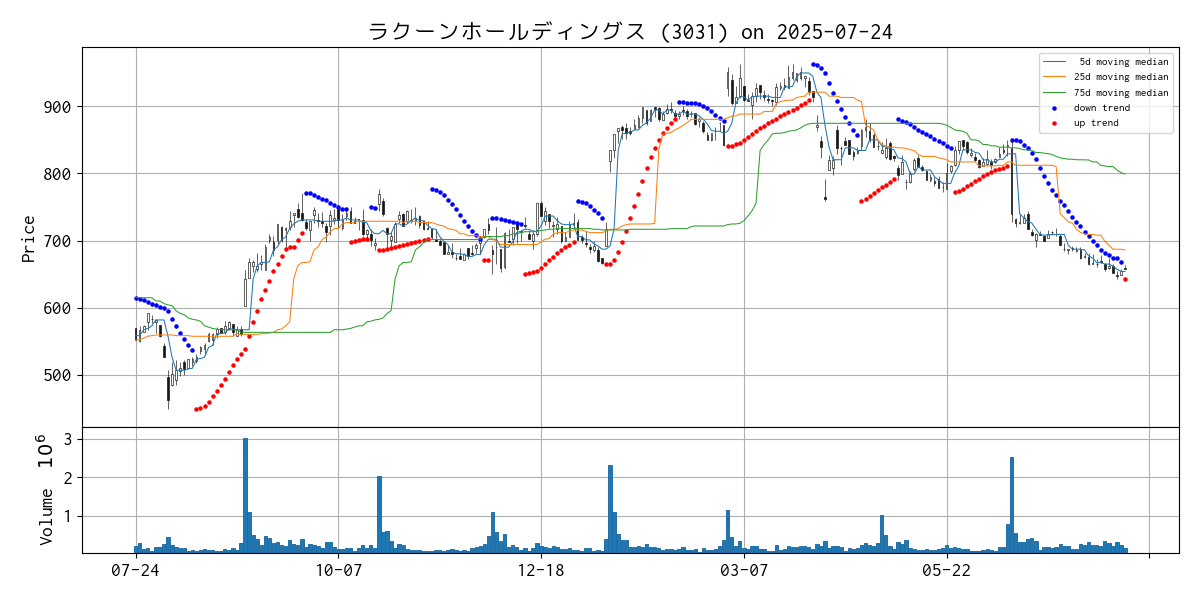 ラクーンホールディングス (3031) on 2025-07-24
5d moving median
25d moving median
75d moving median
down trend
up trend
Price
900
800
700
600
500
Volume 10^6
3
2
1
07-24
10-07
12-18
03-07
05-22